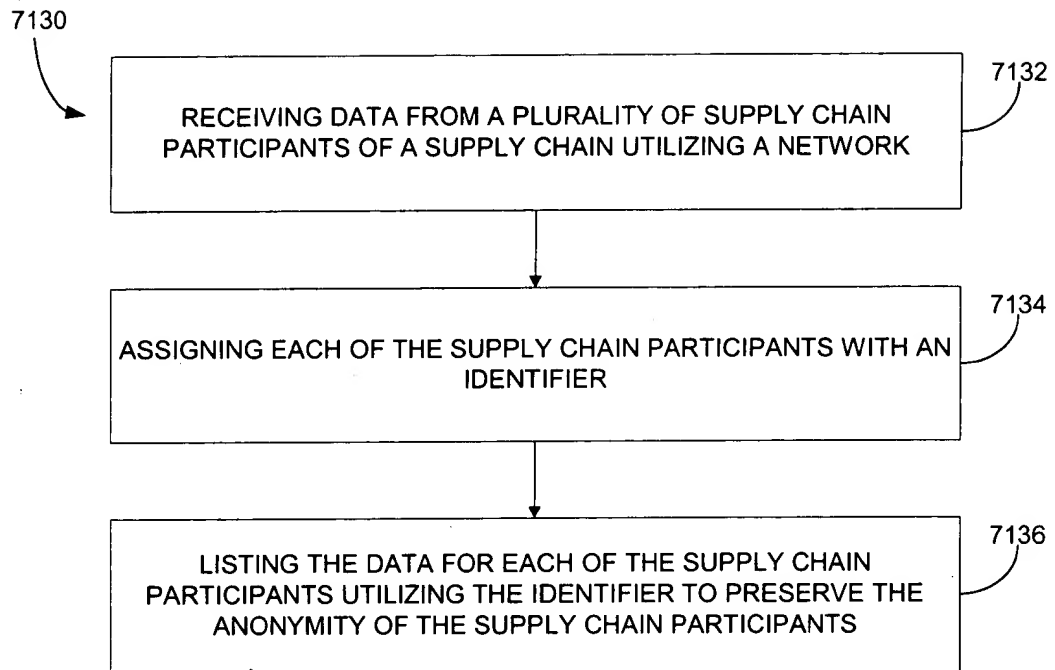 7130
7132
RECEIVING DATA FROM A PLURALITY OF SUPPLY CHAIN
PARTICIPANTS OF A SUPPLY CHAIN UTILIZING A NETWORK
7134
ASSIGNING EACH OF THE SUPPLY CHAIN PARTICIPANTS WITH AN
IDENTIFIER
7136
LISTING THE DATA FOR EACH OF THE SUPPLY CHAIN
PARTICIPANTS UTILIZING THE IDENTIFIER TO PRESERVE THE
ANONYMITY OF THE SUPPLY CHAIN PARTICIPANTS